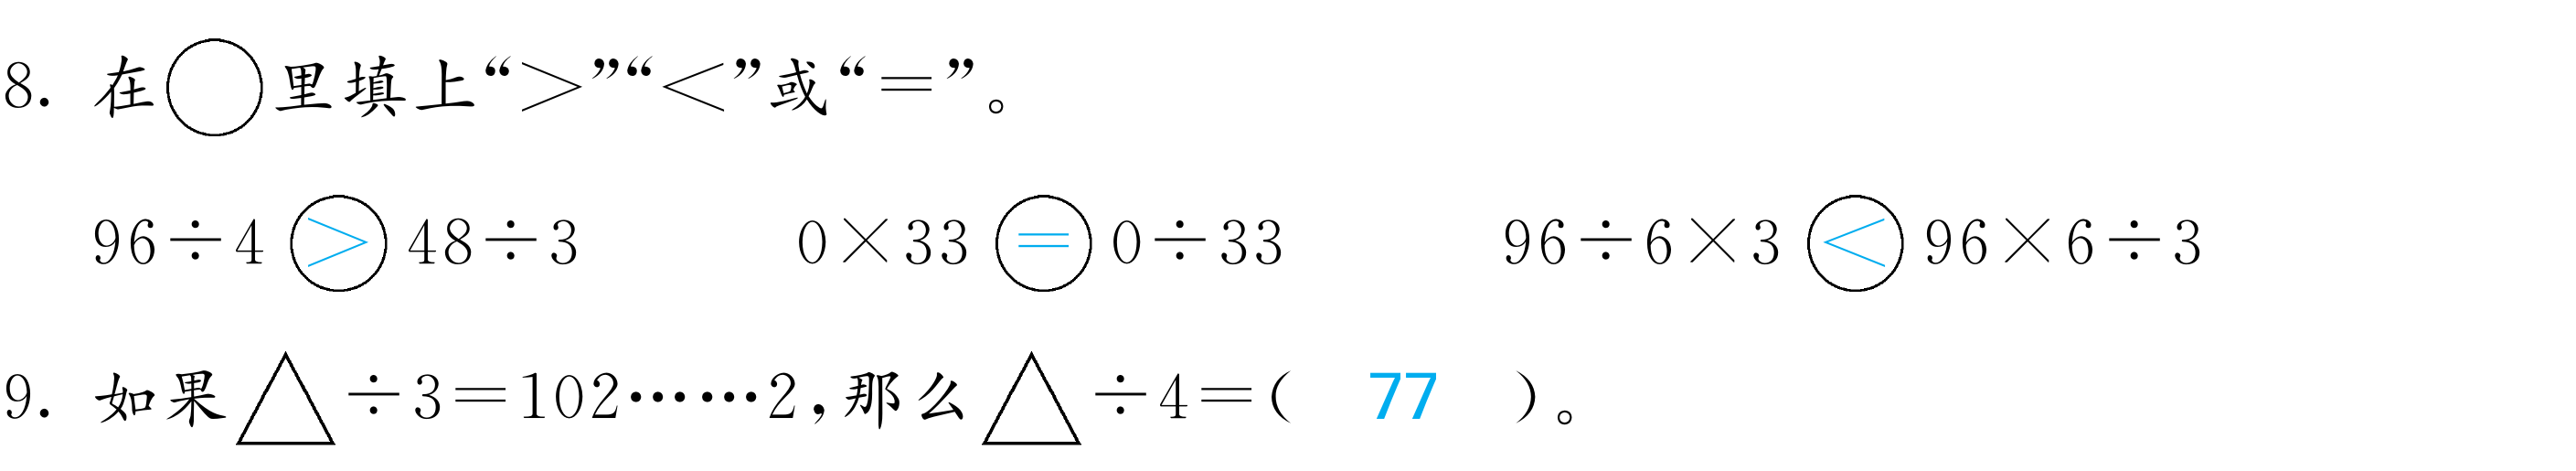 8. 在○里填上“>”“<”或“=”。
96÷4 > 48÷3 0×33 = 0÷33 96÷6×3 < 96×6÷3
9. 如果△÷3=102……2,那么△÷4=( 77 )。